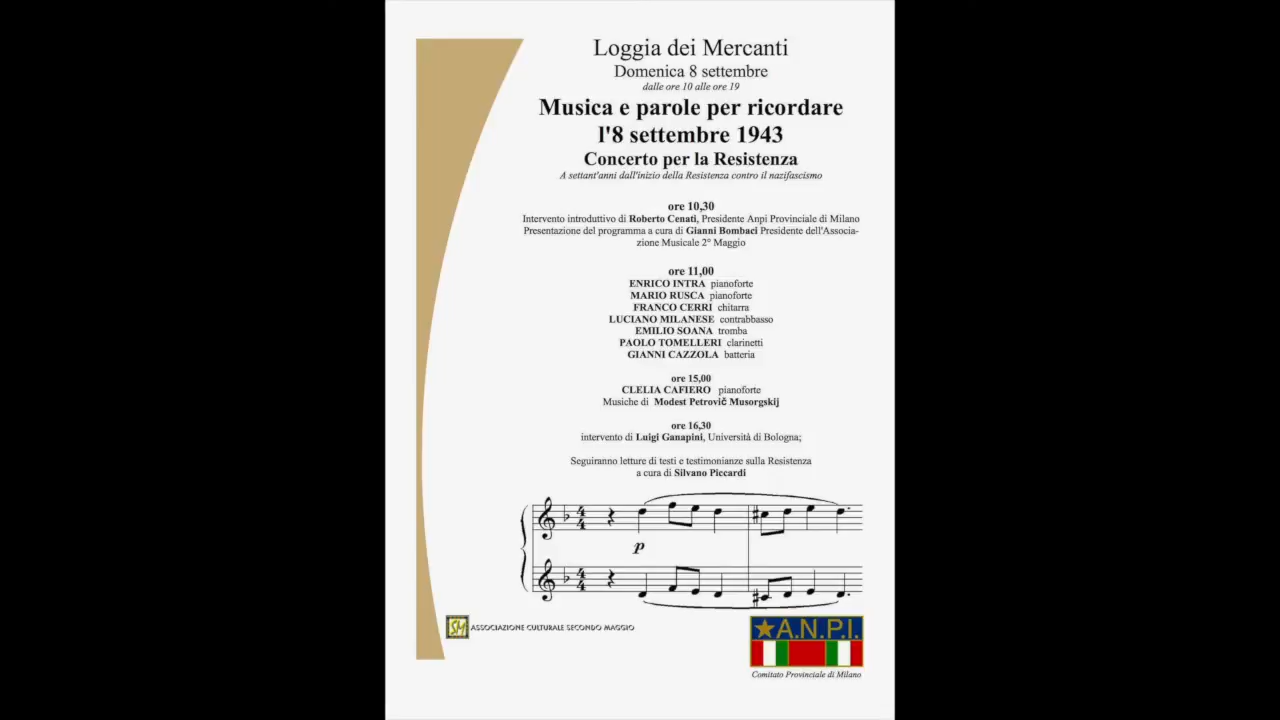 Loggia dei Mercanti
Domenica 8 settembre
dalle ore 10 alle ore 19
Musica e parole per ricordare
l'8 settembre 1943
Concerto per la Resistenza
A settant'anni dall'inizio della Resistenza contro il nazifascismo
ore 10,30
Intervento introduttivo di Roberto Cenati, Presidente Anpi Provinciale di Milano
Presentazione del programma a cura di Gianni Bombaci Presidente dell'Associa-
zione Musicale 2° Maggio
ore 11,00
ENRICO INTRA pianoforte
MARIO RUSCA pianoforte
FRANCO CERRI chitarra
LUCIANO MILANESE contrabbasso
EMILIO SOANA tromba
PAOLO TOMELLERI clarinetti
GIANNI CAZZOLA batteria
ore 15,00
CLELIA CAFIERO pianoforte
Musiche di Modest Petrovič Musorgskij
ore 16,30
intervento di Luigi Ganapini, Università di Bologna;
Seguiranno letture di testi e testimonianze sulla Resistenza
a cura di Silvano Piccardi
4
4
p
4
4
SM ASSOCIAZIONE CULTURALE SECONDO MAGGIO
A.N.P.I.
Comitato Provinciale di Milano